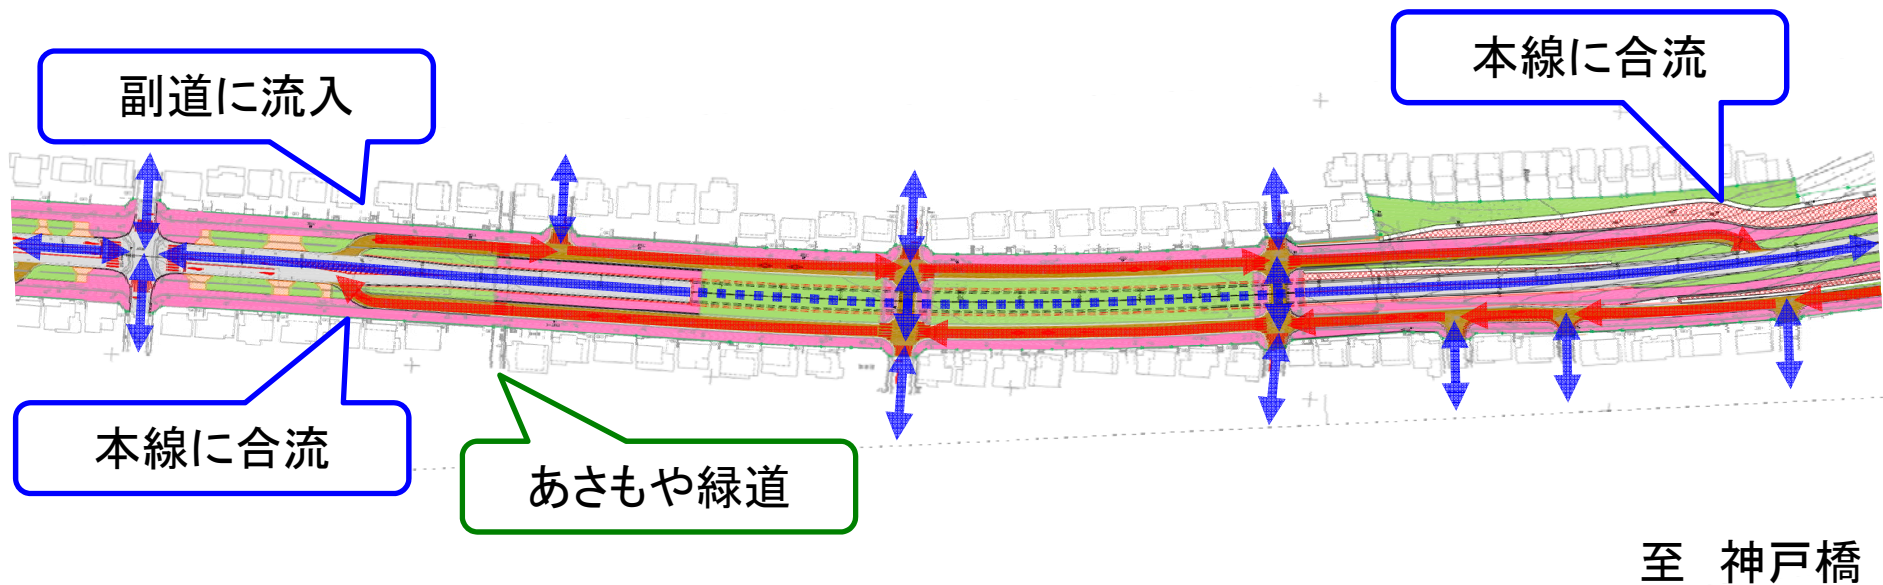 本線に合流
副道に流入
本線に合流
あさもや緑道
至　神戸橋